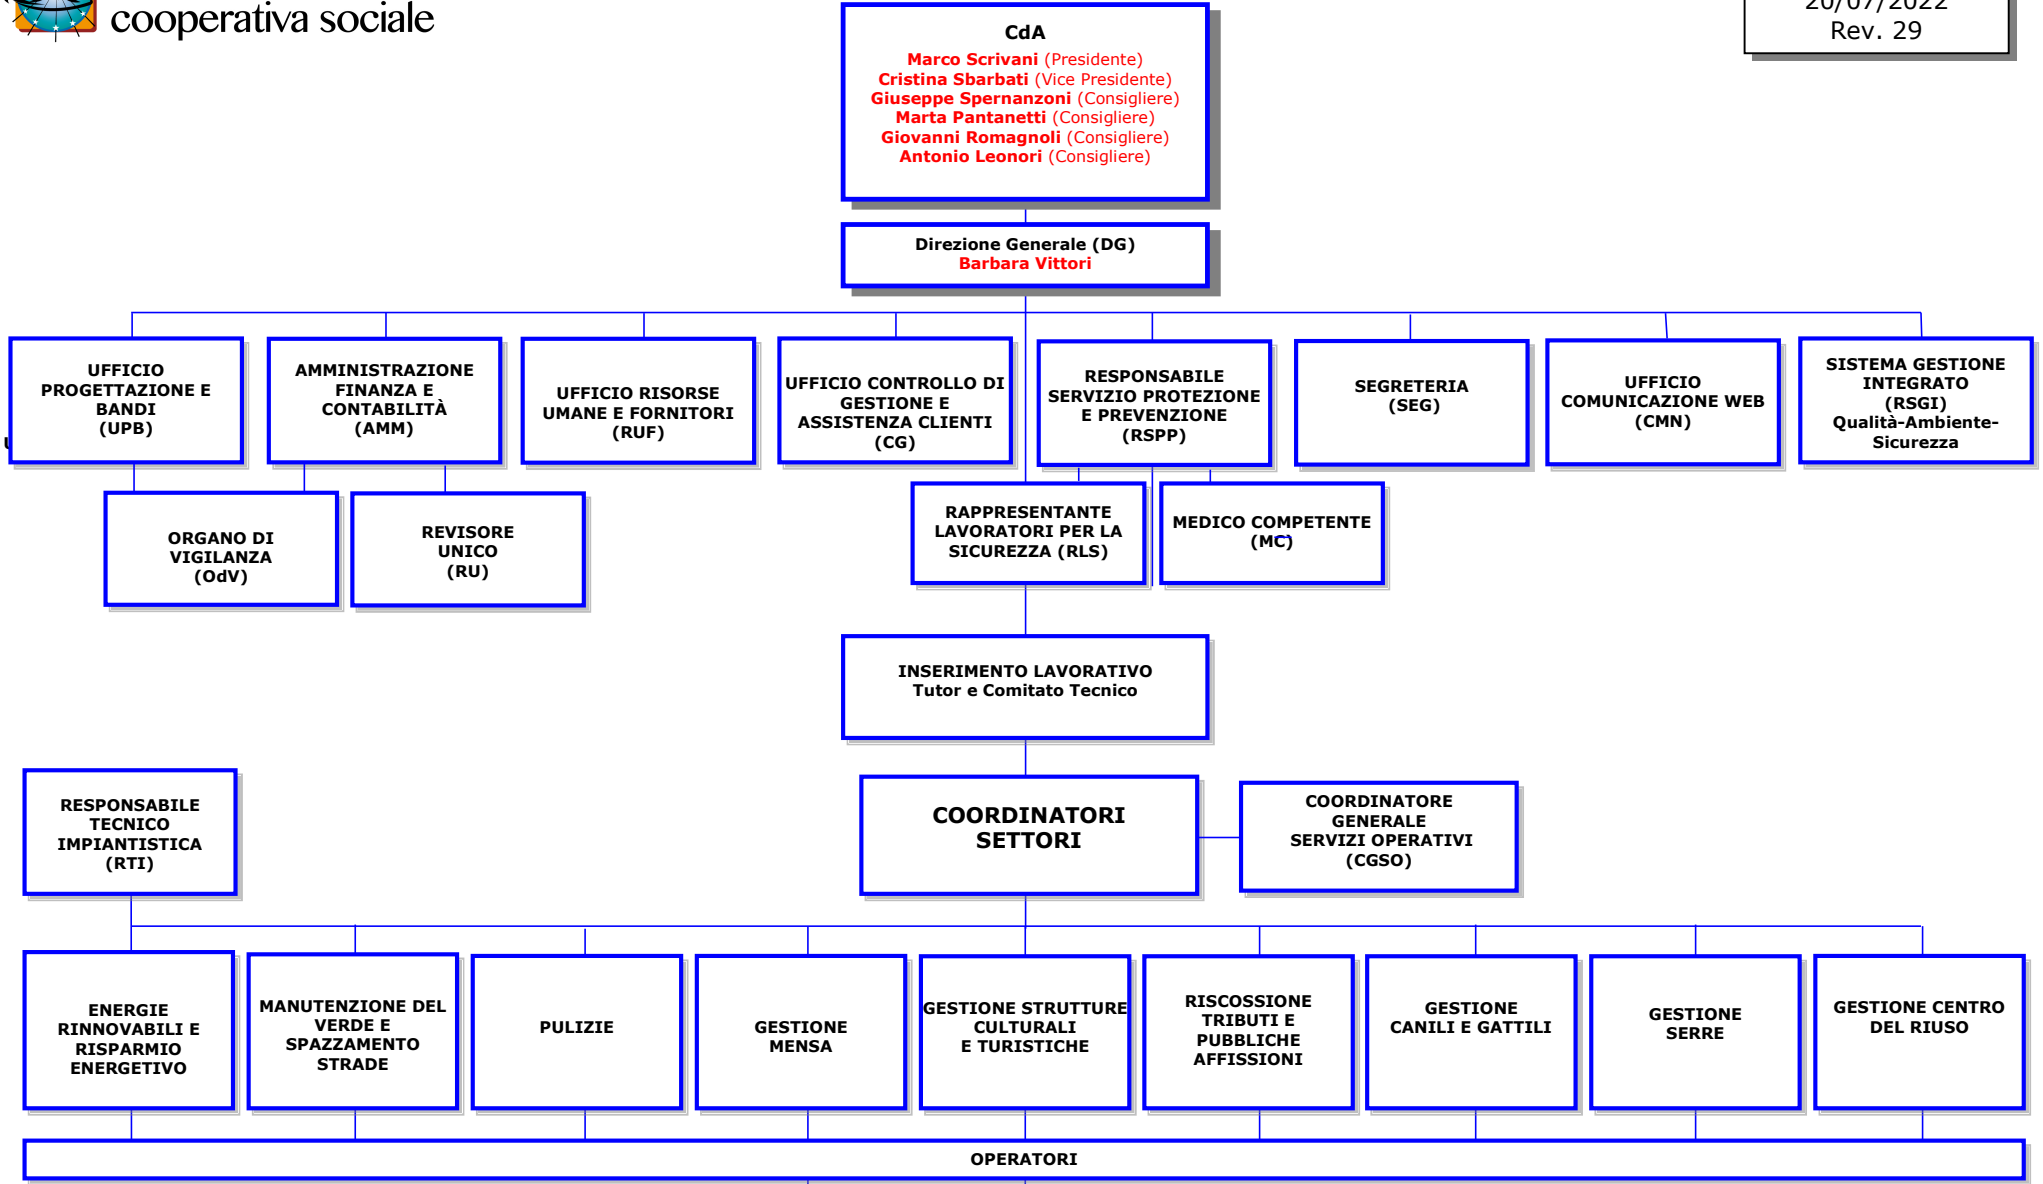 cooperativa sociale
20/07/2022
Rev. 29
CdA
Marco Scrivani (Presidente)
Cristina Sbarbati (Vice Presidente)
Giuseppe Spernanzoni (Consigliere)
Marta Pantanetti (Consigliere)
Giovanni Romagnoli (Consigliere)
Antonio Leonori (Consigliere)
Direzione Generale (DG)
Barbara Vittori
UFFICIO
PROGETTAZIONE E
BANDI
(UPB)
AMMINISTRAZIONE
FINANZA E
CONTABILITÀ
(AMM)
UFFICIO RISORSE
UMANE E FORNITORI
(RUF)
UFFICIO CONTROLLO DI
GESTIONE E
ASSISTENZA CLIENTI
(CG)
RESPONSABILE
SERVIZIO PROTEZIONE
E PREVENZIONE
(RSPP)
SEGRETERIA
(SEG)
UFFICIO
COMUNICAZIONE WEB
(CMN)
SISTEMA GESTIONE
INTEGRATO
(RSGI)
Qualità-Ambiente-
Sicurezza
ORGANO DI
VIGILANZA
(OdV)
REVISORE
UNICO
(RU)
RAPPRESENTANTE
LAVORATORI PER LA
SICUREZZA (RLS)
MEDICO COMPETENTE
(MC)
INSERIMENTO LAVORATIVO
Tutor e Comitato Tecnico
RESPONSABILE
TECNICO
IMPIANTISTICA
(RTI)
COORDINATORI
SETTORI
COORDINATORE
GENERALE
SERVIZI OPERATIVI
(CGSO)
ENERGIE
RINNOVABILI E
RISPARMIO
ENERGETIVO
MANUTENZIONE DEL
VERDE E
SPAZZAMENTO
STRADE
PULIZIE
GESTIONE
MENSA
GESTIONE STRUTTURE
CULTURALI
E TURISTICHE
RISCOSSIONE
TRIBUTI E
PUBBLICHE
AFFISSIONI
GESTIONE
CANILI E GATTILI
GESTIONE
SERRE
GESTIONE CENTRO
DEL RIUSO
OPERATORI